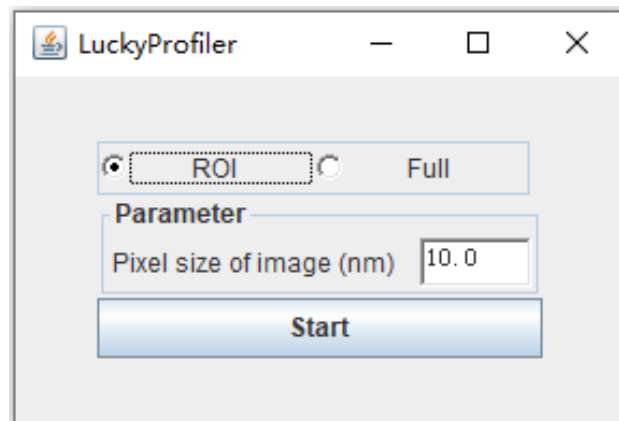 LuckyProfiler
ROI Full
Parameter
Pixel size of image (nm) 10.0
Start